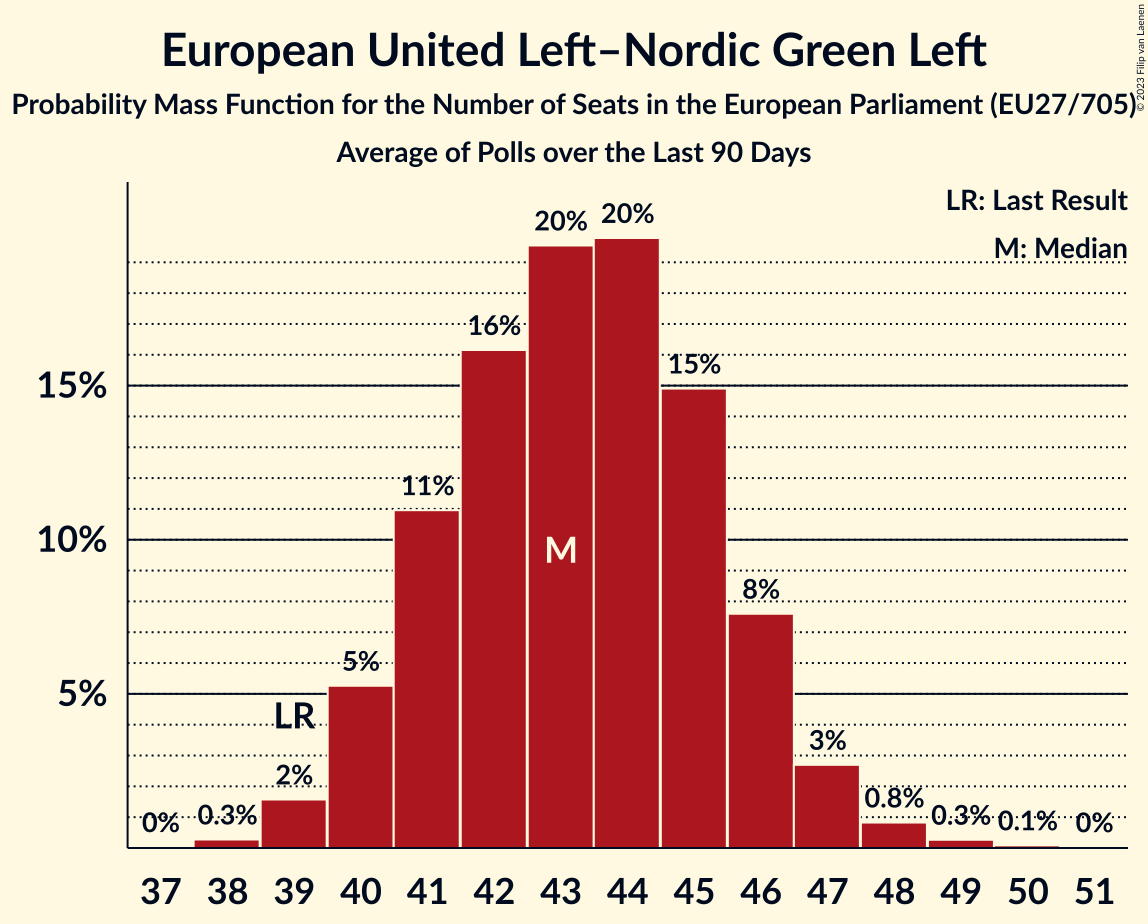 European United Left–Nordic Green Left
Probability Mass Function for the Number of Seats in the European Parliament (EU27/705)
Average of Polls over the Last 90 Days
© 2023 Filip van Laenen
LR: Last Result
M: Median
20% 20%
16%
15% 15%
11%
10%
M
8%
5%
5%
LR
3%
2%
0% 0.3% 0.8% 0.3% 0.1% 0%
37 38 39 40 41 42 43 44 45 46 47 48 49 50 51